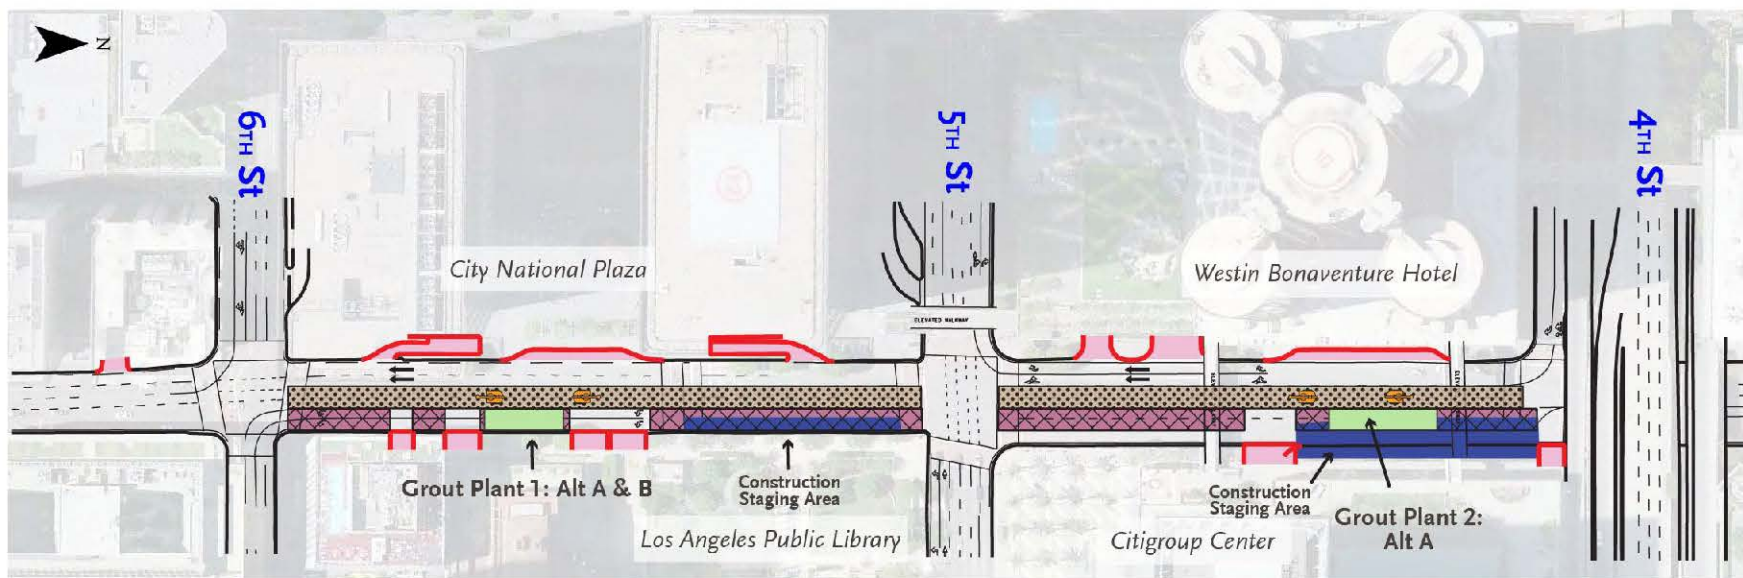 N
6TH St
5TH St
4TH St
City National Plaza
Westin Bonaventure Hotel
ELEVATED WALKWAY
Grout Plant 1: Alt A & B
Construction
Staging Area
Los Angeles Public Library
Construction
Staging Area
Citigroup Center
Grout Plant 2:
Alt A